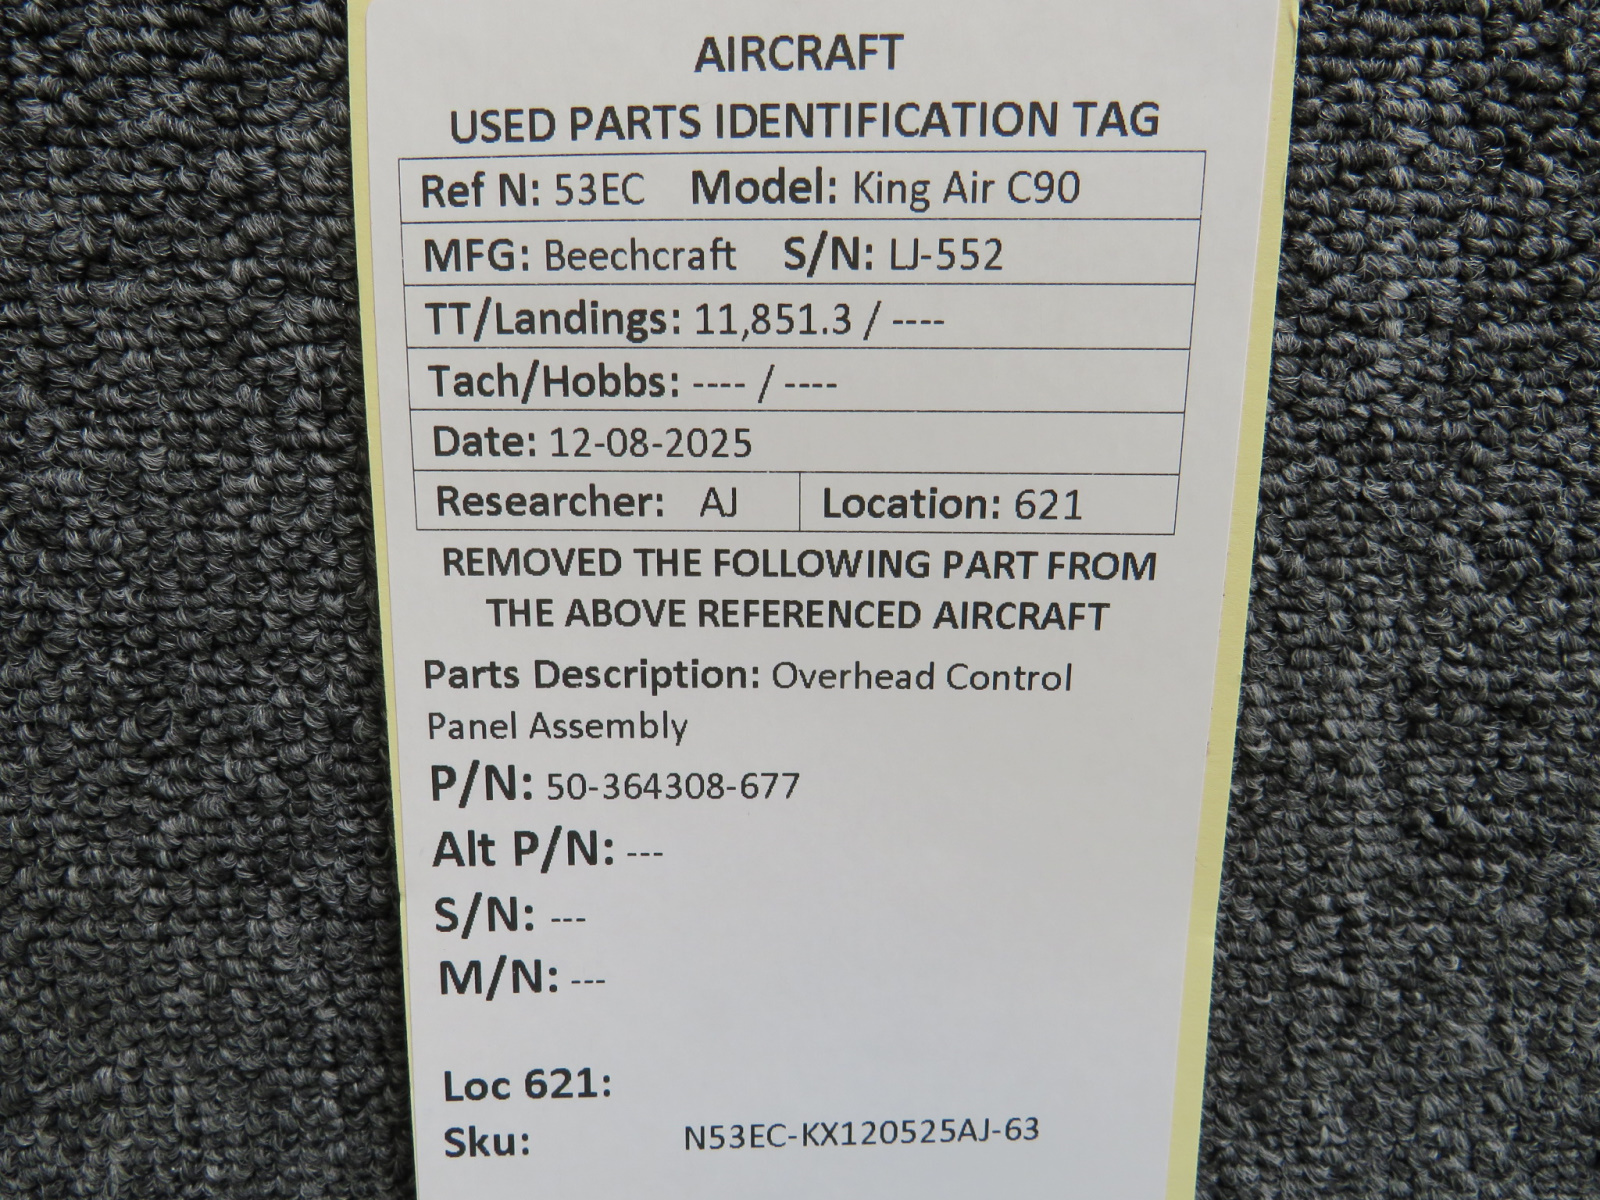 AIRCRAFT
USED PARTS IDENTIFICATION TAG
Ref N: 53EC Model: King Air C90
MFG: Beechcraft S/N: LJ-552
TT/Landings: 11,851.3 / ----
Tach/Hobbs: ---- / ----
Date: 12-08-2025
Researcher: AJ Location: 621
REMOVED THE FOLLOWING PART FROM
THE ABOVE REFERENCED AIRCRAFT
Parts Description: Overhead Control
Panel Assembly
P/N: 50-364308-677
Alt P/N: ---
S/N: ---
M/N: ---
Loc 621:
Sku: N53EC-KX120525AJ-63